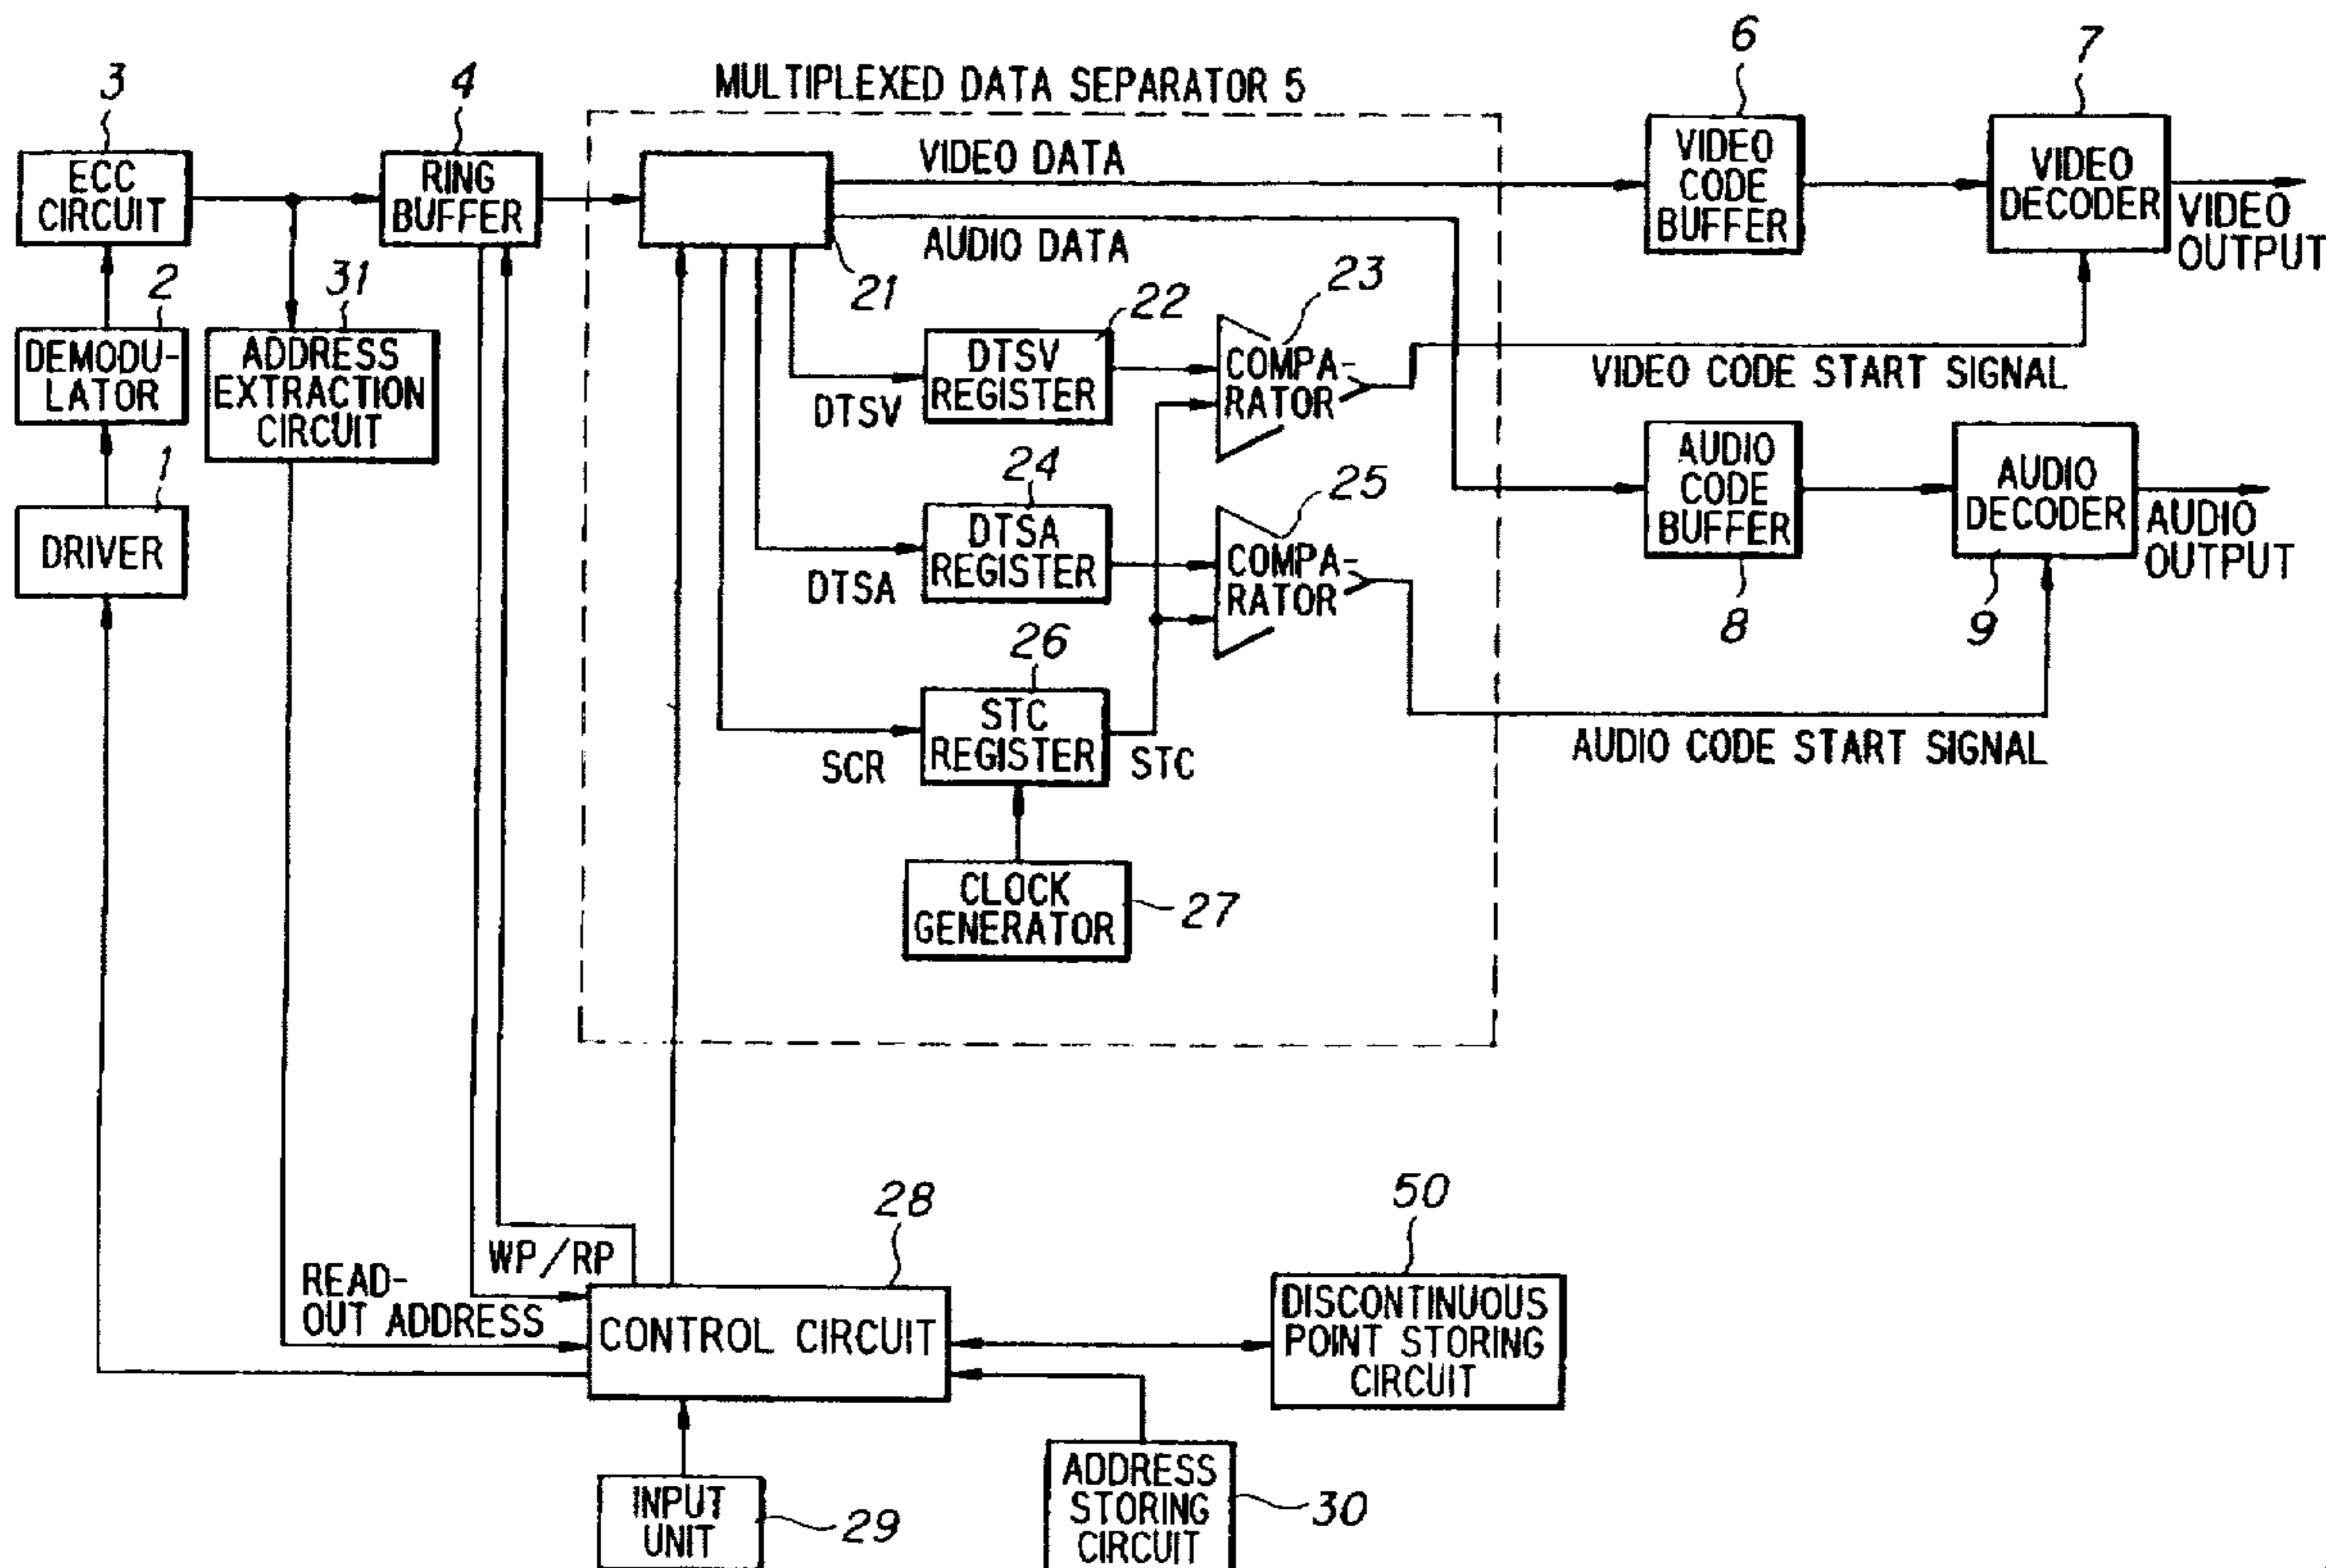 3
ECC
CIRCUIT
4
RING
BUFFER
MULTIPLEXED DATA SEPARATOR 5
VIDEO DATA
AUDIO DATA
21
6
VIDEO
CODE
BUFFER
7
VIDEO
DECODER
VIDEO
OUTPUT
2
DEMODU-
LATOR
31
ADDRESS
EXTRACTION
CIRCUIT
1
DRIVER
22
DTSV
REGISTER
DTSV
23
COMPA-
RATOR
VIDEO CODE START SIGNAL
24
DTSA
REGISTER
DTSA
25
COMPA-
RATOR
AUDIO
CODE
BUFFER
8
AUDIO
DECODER
9
AUDIO
OUTPUT
26
STC
REGISTER
SCR
STC
AUDIO CODE START SIGNAL
CLOCK
GENERATOR
27
WP/RP
READ-
OUT ADDRESS
28
CONTROL CIRCUIT
50
DISCONTINUOUS
POINT STORING
CIRCUIT
INPUT
UNIT
29
ADDRESS
STORING
CIRCUIT
30